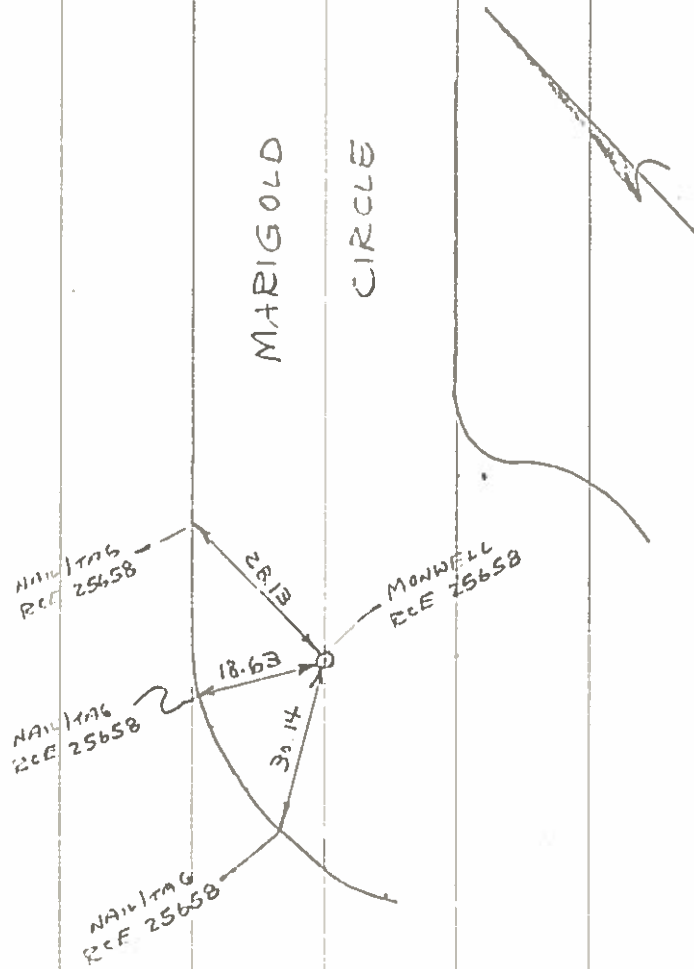 MARIGOLD
CIRCLE
NAIL/TAG
RCE 25658
28.13
MONWELL
RCE 25658
18.63
NAIL/TAG
RCE 25658
30.14
NAIL/TAG
RCE 25658